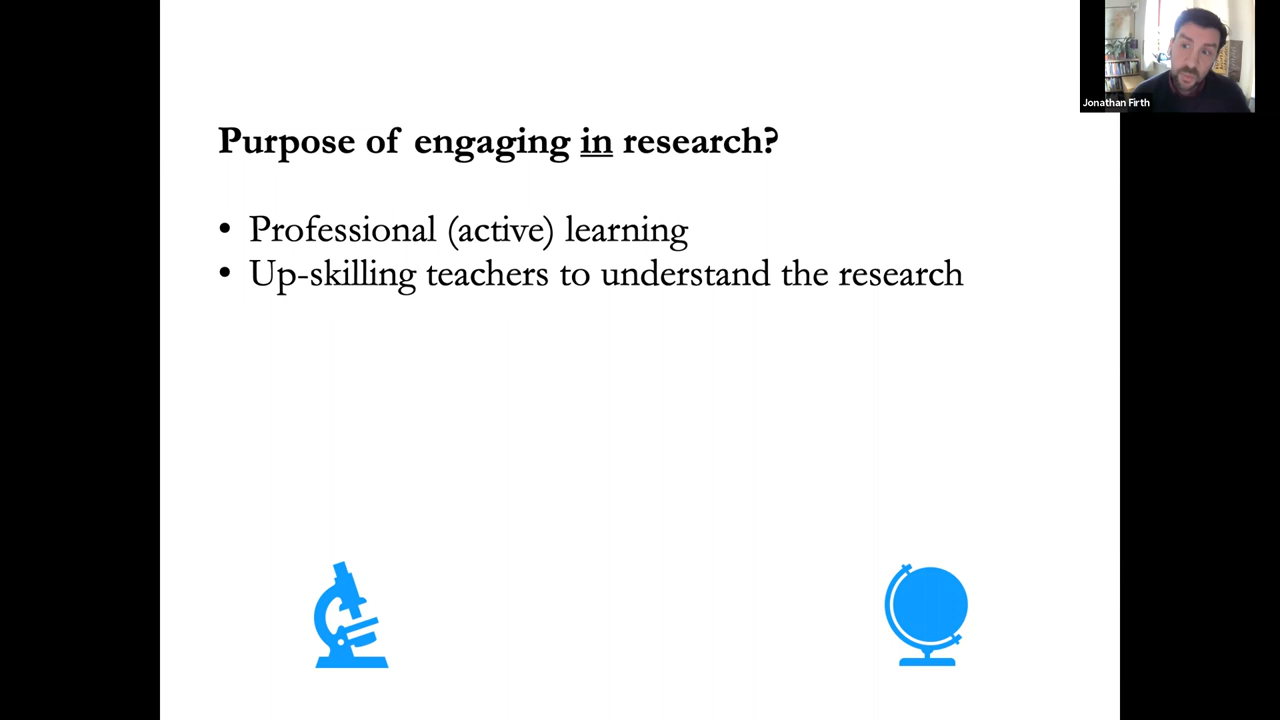 Jonathan Firth
Purpose of engaging in research?
• Professional (active) learning
• Up-skilling teachers to understand the research